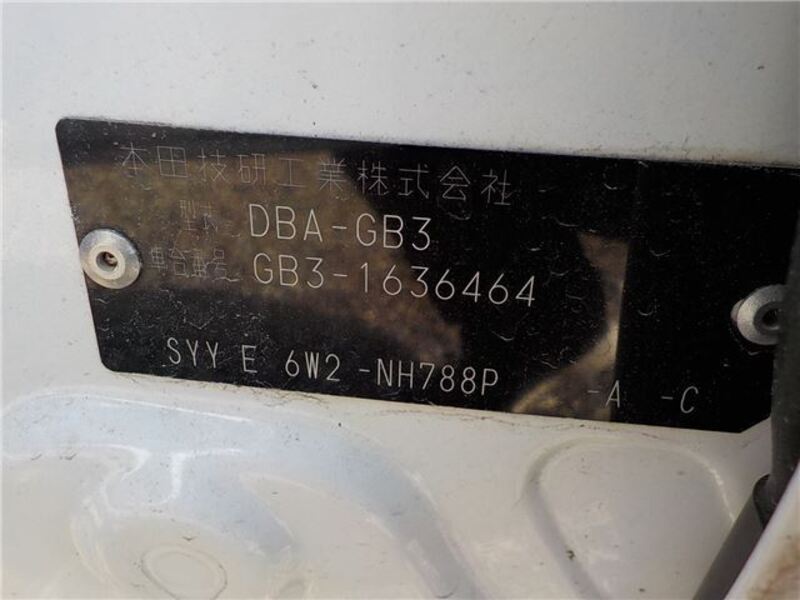 本田技研工業株式会社
型式 DBA-GB3
車台番号 GB3-1636464
SYY E 6W2 -NH788P -A -C